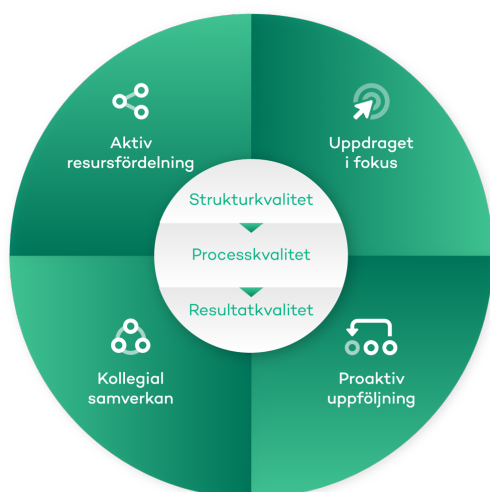 Aktiv
resursfördelning
Uppdraget
i fokus
Strukturkvalitet
Processkvalitet
Resultatkvalitet
Kollegial
samverkan
Proaktiv
uppföljning